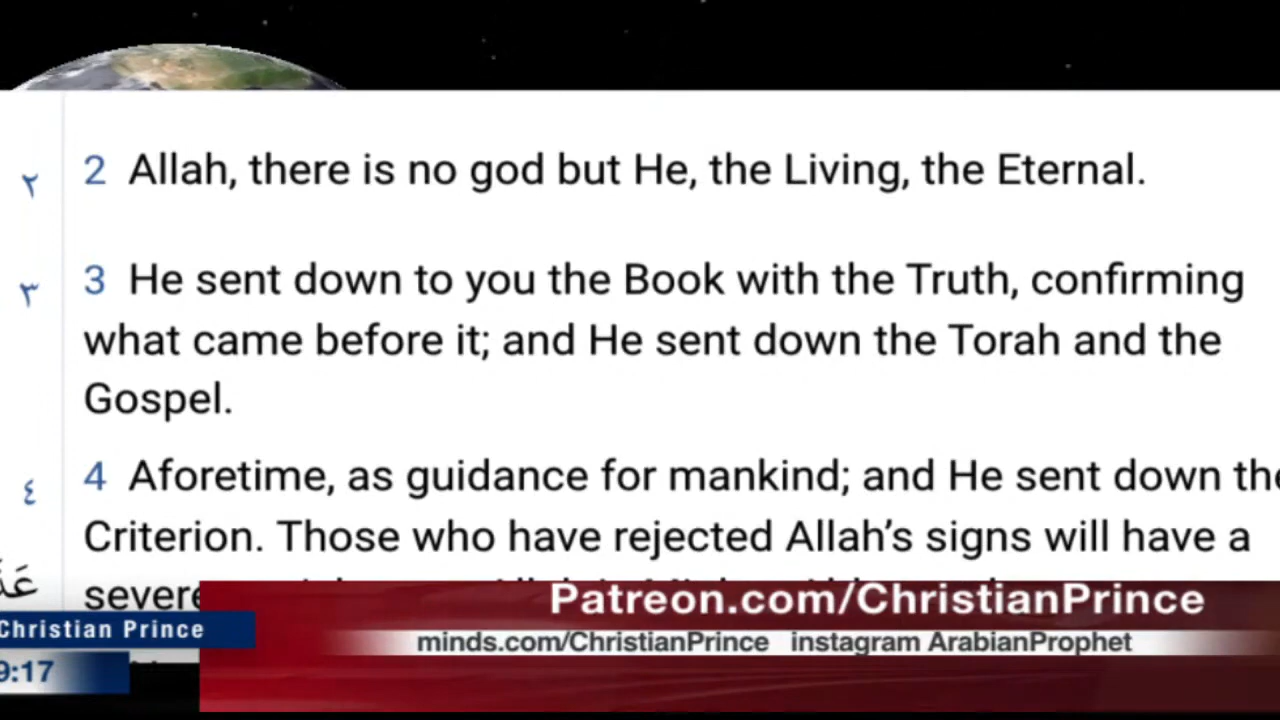 ٢ 2 Allah, there is no god but He, the Living, the Eternal.
٣ 3 He sent down to you the Book with the Truth, confirming
what came before it; and He sent down the Torah and the
Gospel.
٤ 4 Aforetime, as guidance for mankind; and He sent down the
Criterion. Those who have rejected Allah’s signs will have a
severe
Patreon.com/ChristianPrince
Christian Prince
minds.com/ChristianPrince instagram ArabianProphet
9:17